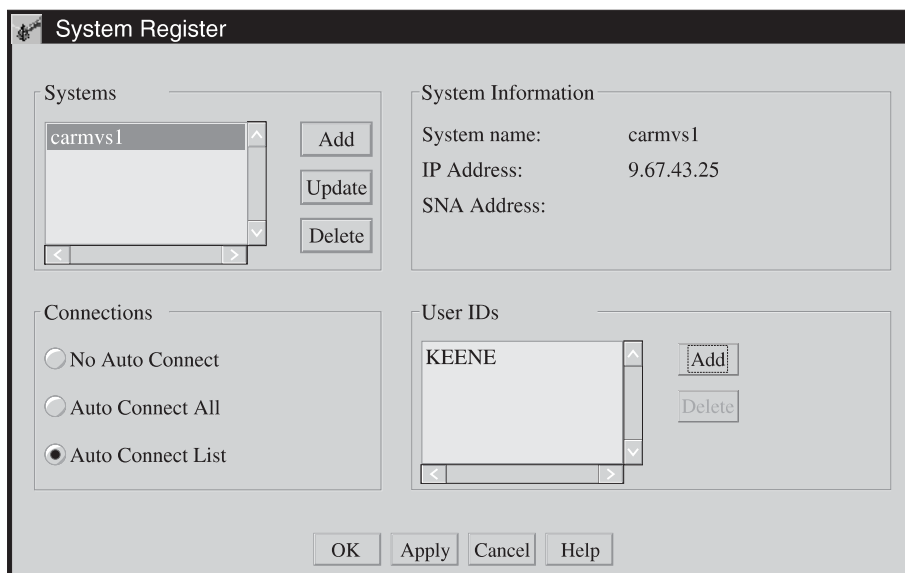 System Register
Systems
carmvs1
Add
Update
Delete
System Information
System name: carmvs1
IP Address: 9.67.43.25
SNA Address:
Connections
No Auto Connect
Auto Connect All
Auto Connect List
User IDs
KEENE
Add
Delete
OK Apply Cancel Help